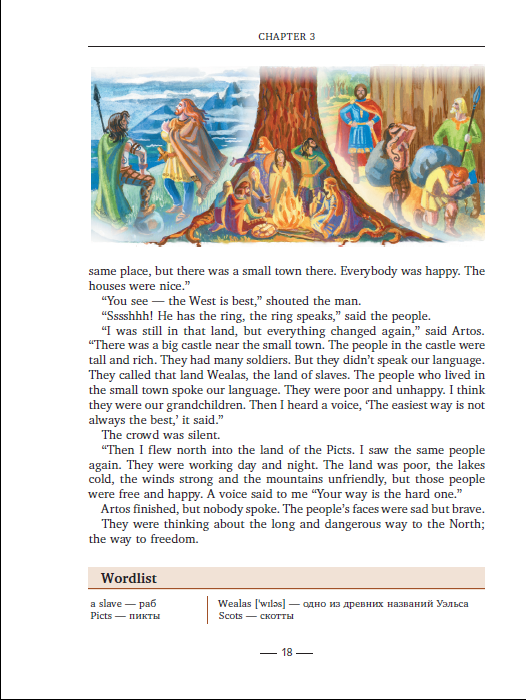 CHAPTER 3
same place, but there was a small town there. Everybody was happy. The
houses were nice.”
“You see — the West is best,” shouted the man.
“Sssshhh! He has the ring, the ring speaks,” said the people.
“I was still in that land, but everything changed again,” said Artos.
“There was a big castle near the small town. The people in the castle were
tall and rich. They had many soldiers. But they didn’t speak our language.
They called that land Wealas, the land of slaves. The people who lived in
the small town spoke our language. They were poor and unhappy. I think
they were our grandchildren. Then I heard a voice, ‘The easiest way is not
always the best,’ it said.”
The crowd was silent.
“Then I flew north into the land of the Picts. I saw the same people
again. They were working day and night. The land was poor, the lakes
cold, the winds strong and the mountains unfriendly, but those people
were free and happy. A voice said to me “Your way is the hard one.”
Artos finished, but nobody spoke. The people’s faces were sad but brave.
They were thinking about the long and dangerous way to the North;
the way to freedom.
Wordlist
a slave — раб
Picts — пикты
Wealas [ˈwɪləs] — одно из древних названий Уэльса
Scots — скотты
18